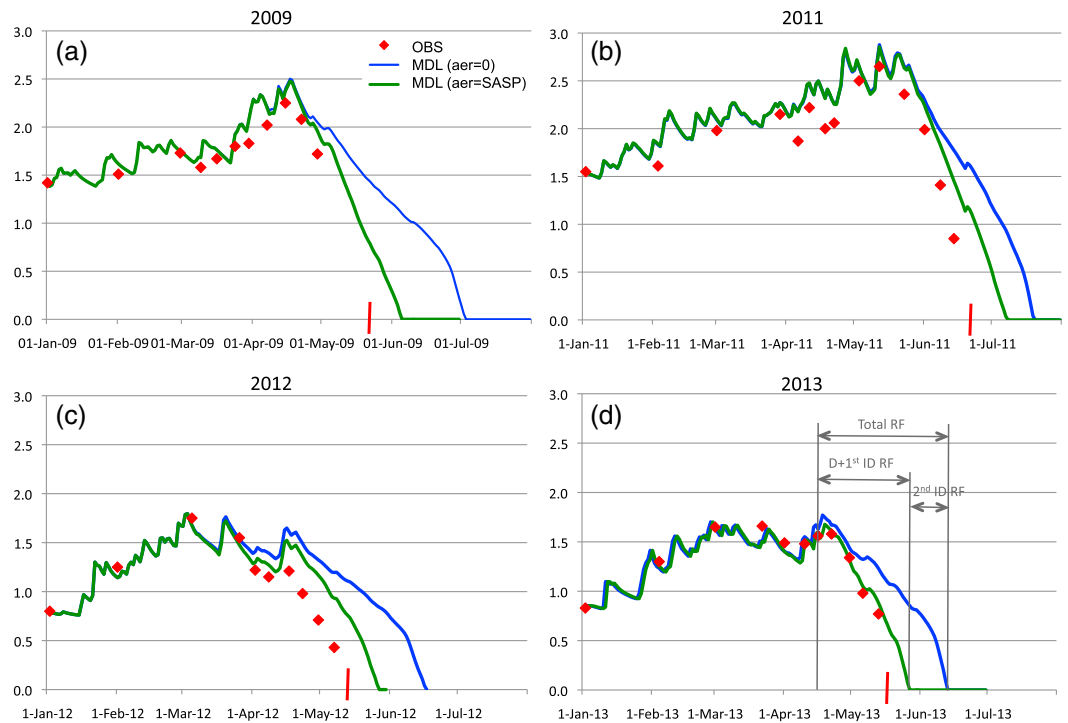 2009
(a)
OBS
MDL (aer=0)
MDL (aer=SASP)
3.0
2.5
2.0
1.5
1.0
0.5
0.0
01-Jan-09 01-Feb-09 01-Mar-09 01-Apr-09 01-May-09 01-Jun-09 01-Jul-09
2011
(b)
3.0
2.5
2.0
1.5
1.0
0.5
0.0
1-Jan-11 1-Feb-11 1-Mar-11 1-Apr-11 1-May-11 1-Jun-11 1-Jul-11
2012
(c)
3.0
2.5
2.0
1.5
1.0
0.5
0.0
1-Jan-12 1-Feb-12 1-Mar-12 1-Apr-12 1-May-12 1-Jun-12 1-Jul-12
2013
(d)
Total RF
D+1st ID RF
2nd ID RF
3.0
2.5
2.0
1.5
1.0
0.5
0.0
1-Jan-13 1-Feb-13 1-Mar-13 1-Apr-13 1-May-13 1-Jun-13 1-Jul-13